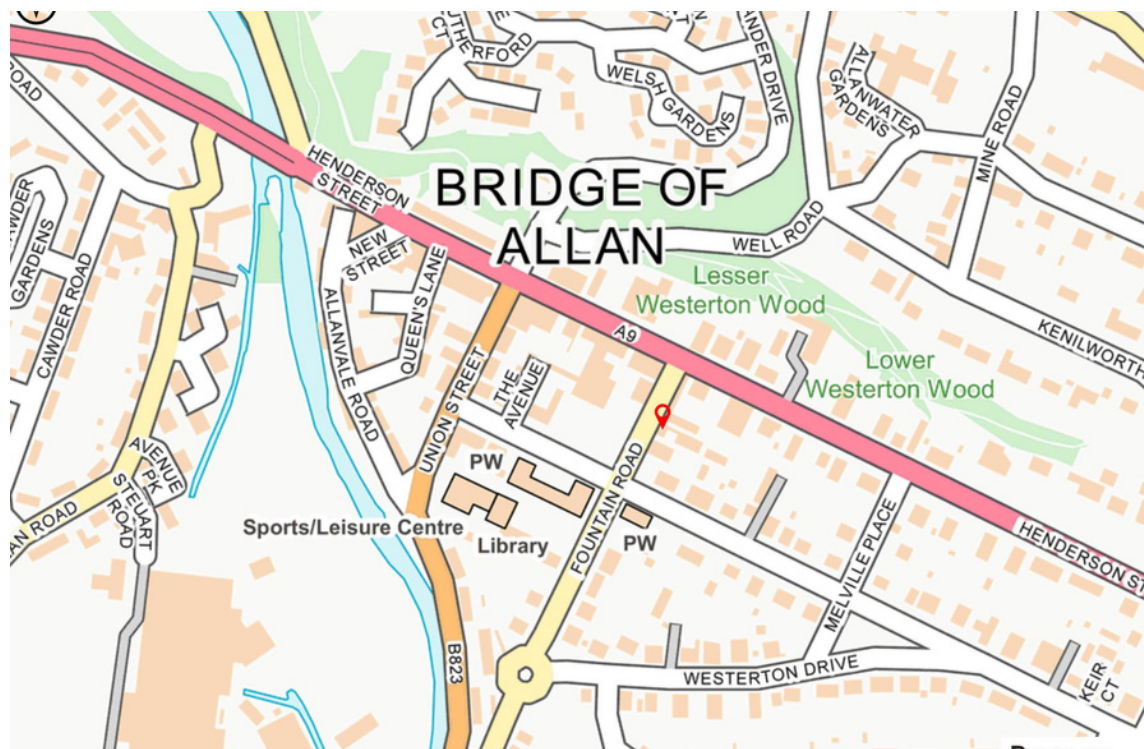 UTHERFORD
CT
ANDER DRIVE
WELSH GARDENS
ALLANWATER
GARDENS
MINE ROAD
ROAD
HENDERSON
STREET
BRIDGE OF
ALLAN
WELL ROAD
NEW
STREET
QUEEN'S LANE
ALLANVALE ROAD
CAWDER ROAD
GARDENS
Lesser
Westerton Wood
KENILWORTH
A9
Lower
Westerton Wood
UNION STREET
THE
AVENUE
FOUNTAIN ROAD
AVENUE
PK
STEUART
ROAD
AN ROAD
PW
Sports/Leisure Centre
Library
PW
MELVILLE PLACE
HENDERSON ST
B823
WESTERTON DRIVE
KEIR
CT